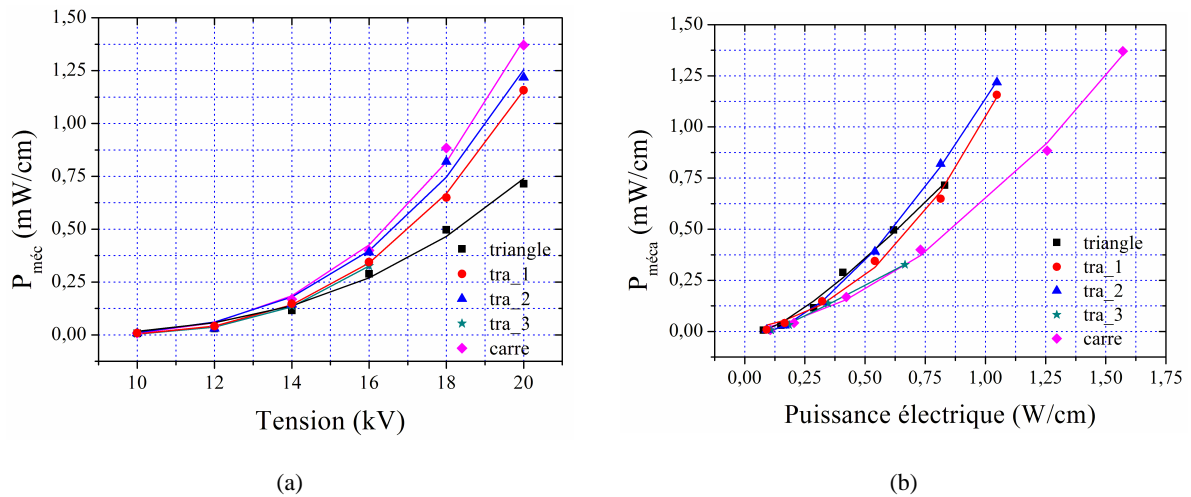 1,50
1,25
1,00
0,75
0,50
0,25
0,00
P méc (mW/cm)
triangle
tra_1
tra_2
tra_3
carre
10 12 14 16 18 20
Tension (kV)
(a)
1,50
1,25
1,00
0,75
0,50
0,25
0,00
P méca (mW/cm)
triangle
tra_1
tra_2
tra_3
carre
0,00 0,25 0,50 0,75 1,00 1,25 1,50 1,75
Puissance électrique (W/cm)
(b)